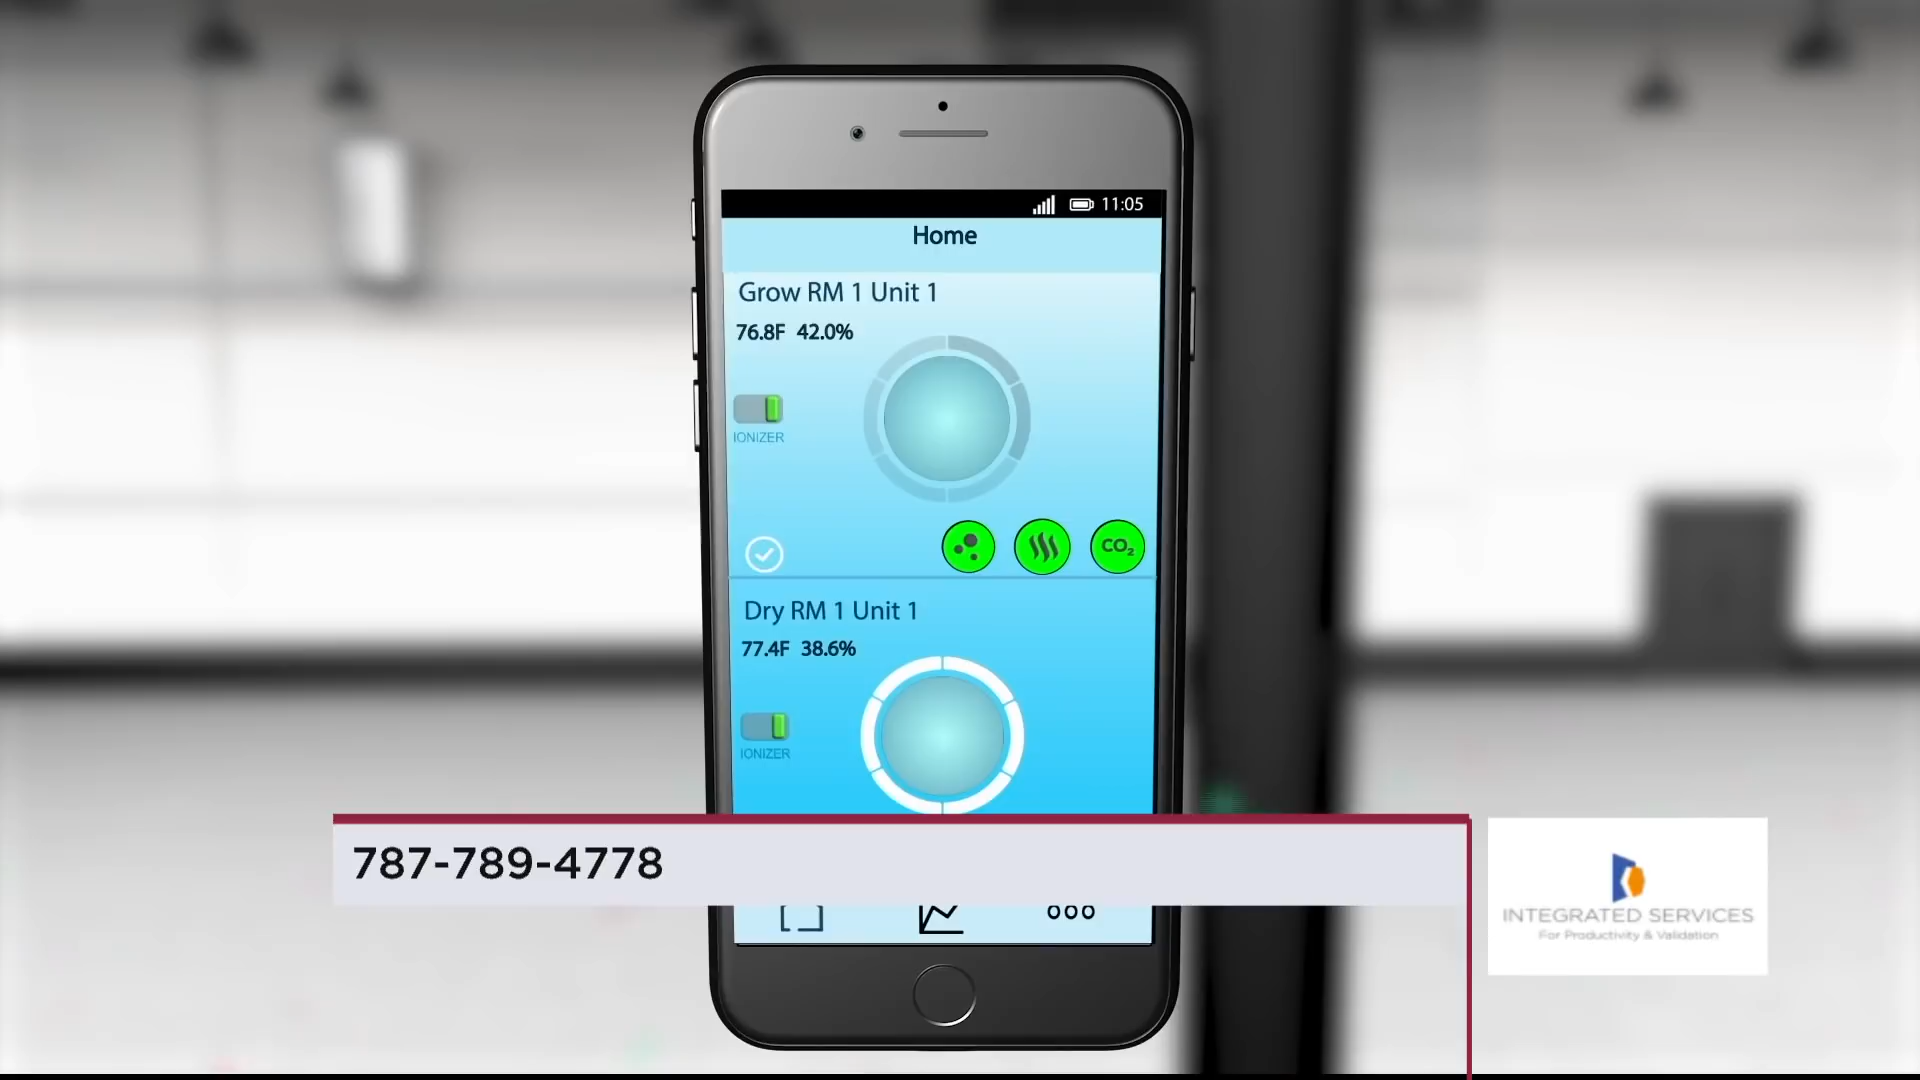 11:05
Home
Grow RM 1 Unit 1
76.8F 42.0%
IONIZER
CO₂
Dry RM 1 Unit 1
77.4F 38.6%
IONIZER
787-789-4778
INTEGRATED SERVICES
For Productivity & Validation